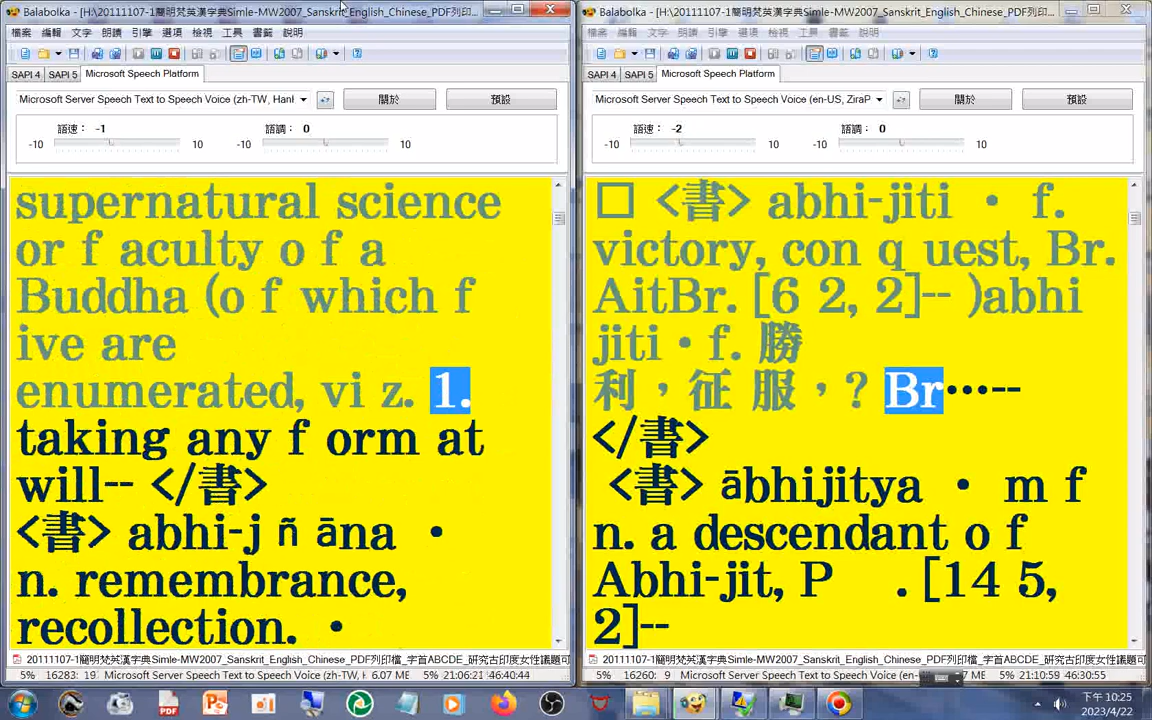 Balabolka - [H:\20111107-1簡明梵英漢字典Simle-MW2007_Sanskrit_English_Chinese_PDF列印...
檔案 編輯 文字 朗讀 引擎 選項 檢視 工具 書籤 說明
SAPI 4 SAPI 5 Microsoft Speech Platform
Microsoft Server Speech Text to Speech Voice (zh-TW, HanH
關於 預設
語速: -1 語調: 0
-10 10 -10 10
supernatural science
or f aculty o f a
Buddha (o f which f
ive are
enumerated, vi z. 1.
taking any f orm at
will-- </書>
<書> abhi-j ñ āna •
n. remembrance,
recollection. •
20111107-1簡明梵英漢字典Simle-MW2007_Sanskrit_English_Chinese_PDF列印檔_字首ABCDE_研究古印度女性議題可
5% 16283: 19 Microsoft Server Speech Text to Speech Voice (zh-TW, H 6.07 ME 5% 21:06:21 46:40:44
Balabolka - [H:\20111107-1簡明梵英漢字典Simle-MW2007_Sanskrit_English_Chinese_PDF列印...
檔案 編輯 文字 朗讀 引擎 選項 檢視 工具 書籤 說明
SAPI 4 SAPI 5 Microsoft Speech Platform
Microsoft Server Speech Text to Speech Voice (en-US, ZiraP
關於 預設
語速: -2 語調: 0
-10 10 -10 10
□ <書> abhi-jiti • f.
victory, con q uest, Br.
AitBr. [6 2, 2]-- )abhi
jiti • f. 勝
利，征 服，? Br…--
</書>
<書> ābhijitya • m f
n. a descendant o f
Abhi-jit, P . [14 5,
2]--
20111107-1簡明梵英漢字典Simle-MW2007_Sanskrit_English_Chinese_PDF列印檔_字首ABCDE_研究古印度女性議題可
5% 16260: 9 Microsoft Server Speech Text to Speech Voice (en-US, Z ME 5% 21:10:59 46:30:55
下午 10:25
2023/4/22